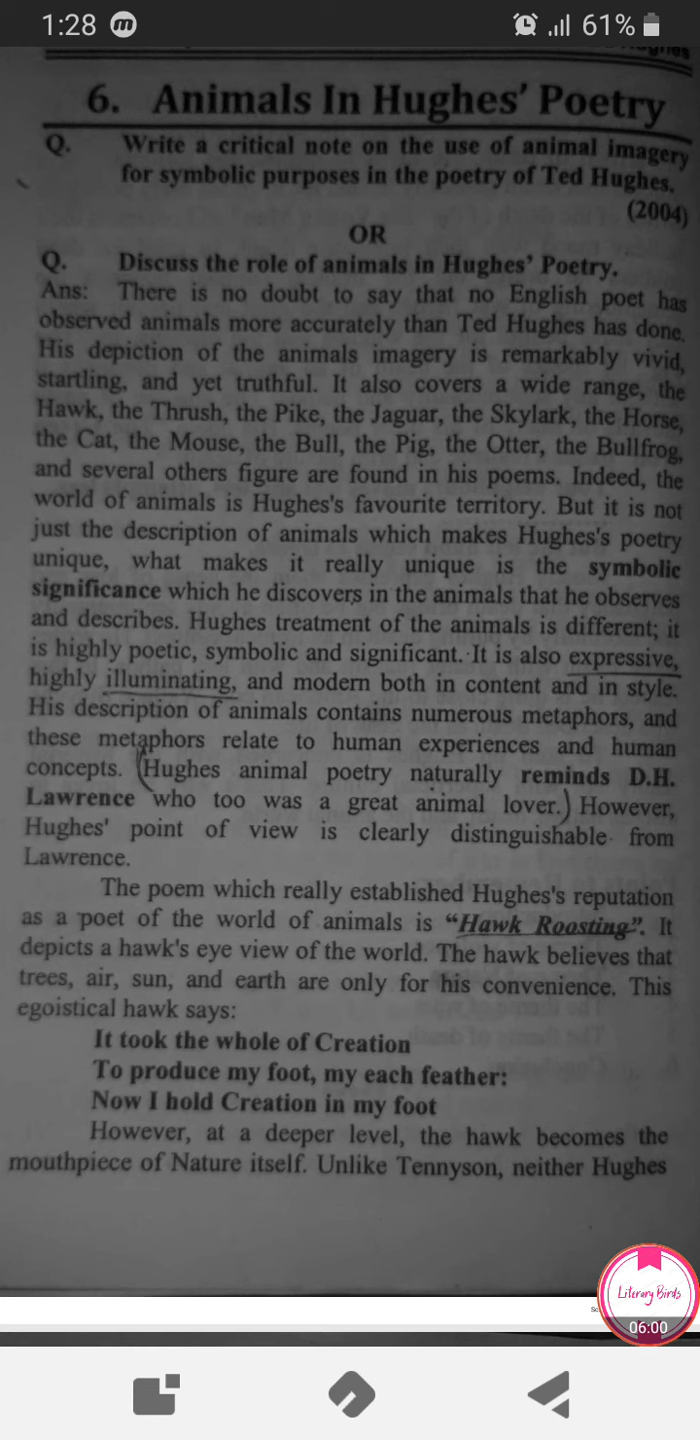 1:28 m 61%
6. Animals In Hughes' Poetry
Q. Write a critical note on the use of animal imagery
for symbolic purposes in the poetry of Ted Hughes.
(2004)
OR
Q. Discuss the role of animals in Hughes' Poetry.
Ans: There is no doubt to say that no English poet has
observed animals more accurately than Ted Hughes has done.
His depiction of the animals imagery is remarkably vivid,
startling, and yet truthful. It also covers a wide range, the
Hawk, the Thrush, the Pike, the Jaguar, the Skylark, the Horse,
the Cat, the Mouse, the Bull, the Pig, the Otter, the Bullfrog,
and several others figure are found in his poems. Indeed, the
world of animals is Hughes's favourite territory. But it is not
just the description of animals which makes Hughes's poetry
unique, what makes it really unique is the symbolic
significance which he discovers in the animals that he observes
and describes. Hughes treatment of the animals is different; it
is highly poetic, symbolic and significant. It is also expressive,
highly illuminating, and modern both in content and in style.
His description of animals contains numerous metaphors, and
these metaphors relate to human experiences and human
concepts. (Hughes animal poetry naturally reminds D.H.
Lawrence who too was a great animal lover.) However,
Hughes' point of view is clearly distinguishable from
Lawrence.
The poem which really established Hughes's reputation
as a poet of the world of animals is "Hawk Roosting". It
depicts a hawk's eye view of the world. The hawk believes that
trees, air, sun, and earth are only for his convenience. This
egoistical hawk says:
It took the whole of Creation
To produce my foot, my each feather:
Now I hold Creation in my foot
However, at a deeper level, the hawk becomes the
mouthpiece of Nature itself. Unlike Tennyson, neither Hughes
Literary Birds
06:00